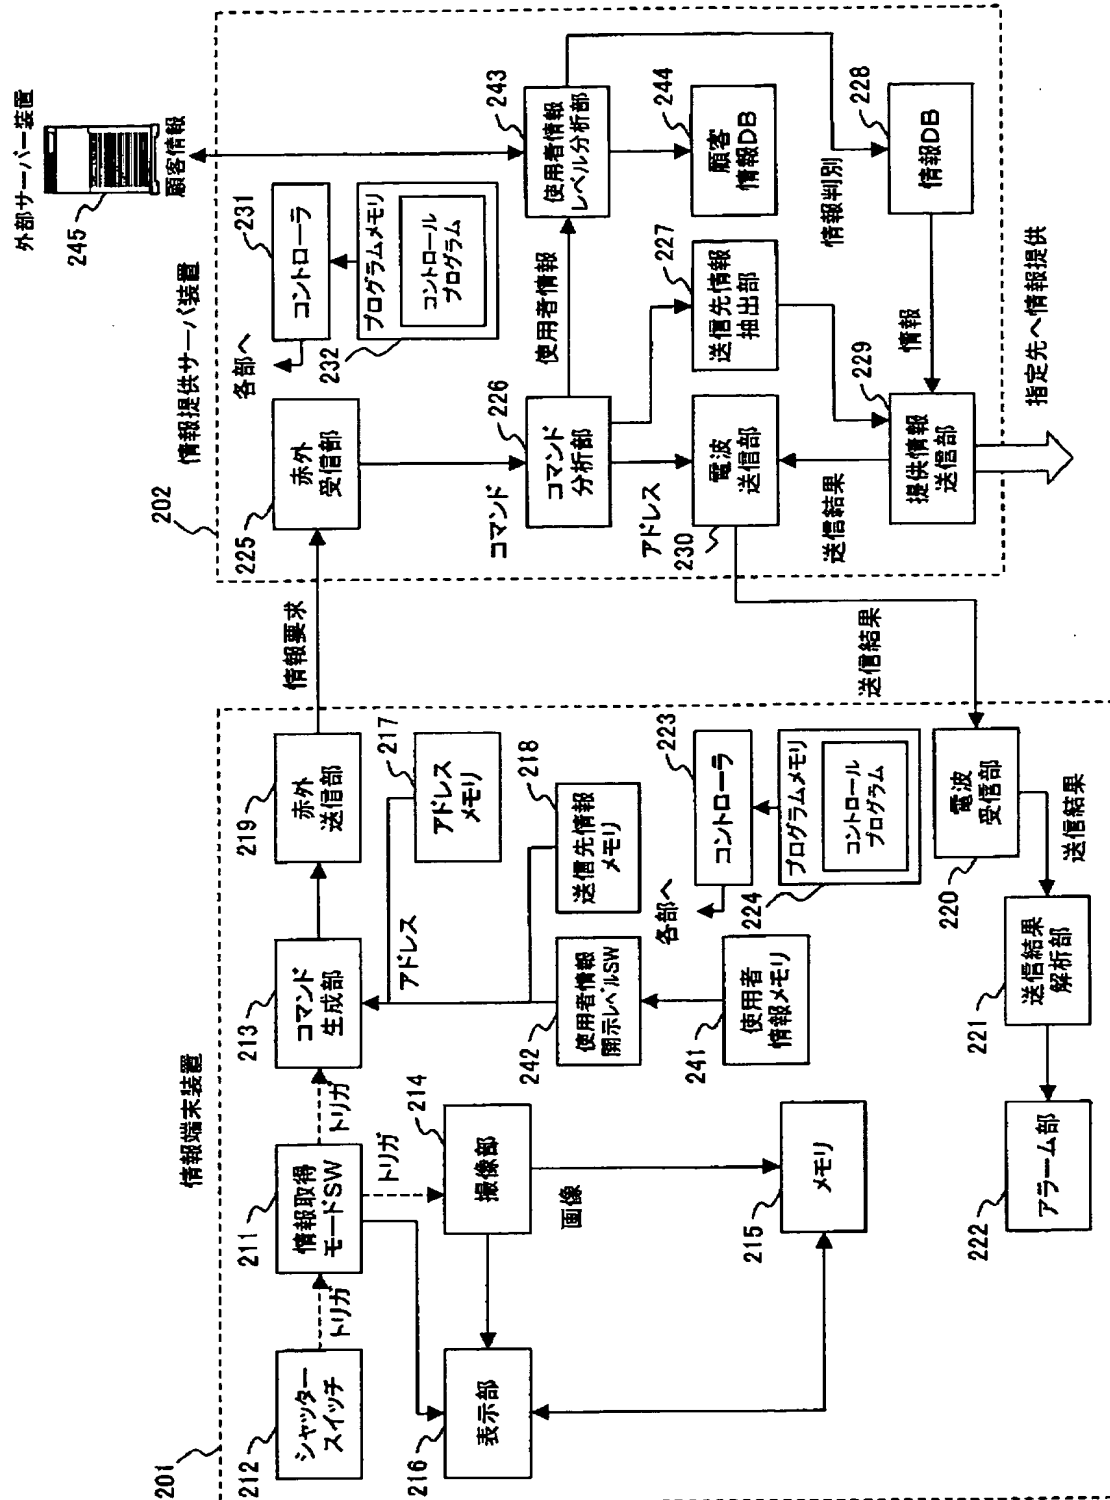 情報端末装置
201
シャッター
スイッチ
212
トリガ
情報取得
モードSW
211
トリガ
トリガ
コマンド
生成部
213
赤外
送信部
219
情報要求
アドレス
アドレス
メモリ
217
送信先情報
メモリ
218
使用者情報
開示レベルSW
242
使用者
情報メモリ
241
撮像部
214
画像
表示部
216
メモリ
215
各部へ
コントローラ
223
プログラムメモリ
コントロール
プログラム
224
電波
受信部
220
送信結果
送信結果
解析部
221
アラーム部
222
送信結果
情報提供サーバ装置
202
赤外
受信部
225
各部へ
コントローラ
231
プログラムメモリ
コントロール
プログラム
232
コマンド
コマンド
分析部
226
使用者情報
使用者情報
レベル分析部
243
顧客
情報DB
244
アドレス
電波
送信部
230
送信先情報
抽出部
227
情報判別
情報DB
228
情報
送信結果
提供情報
送信部
229
指定先へ情報提供
外部サーバー装置
245
顧客情報